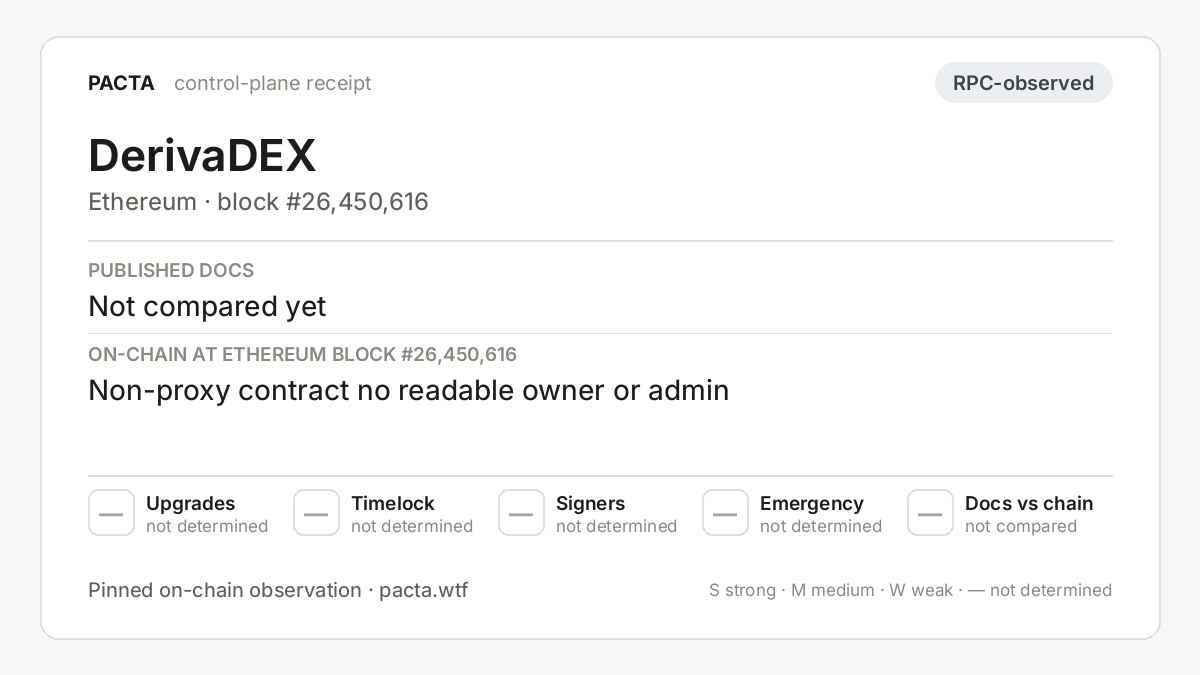 PACTA control-plane receipt RPC-observed
DerivaDEX
Ethereum · block #26,450,616
PUBLISHED DOCS
Not compared yet
ON-CHAIN AT ETHEREUM BLOCK #26,450,616
Non-proxy contract no readable owner or admin
— Upgrades not determined
— Timelock not determined
— Signers not determined
— Emergency not determined
— Docs vs chain not compared
Pinned on-chain observation · pacta.wtf
S strong · M medium · W weak · — not determined